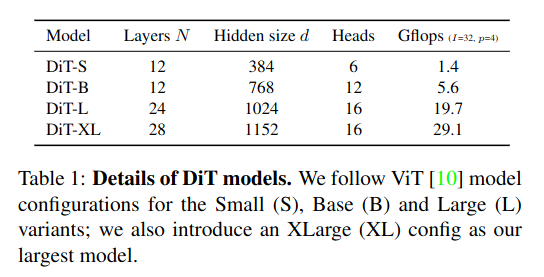 Model Layers N Hidden size d Heads Gflops (I=32, p=4)
DiT-S 12 384 6 1.4
DiT-B 12 768 12 5.6
DiT-L 24 1024 16 19.7
DiT-XL 28 1152 16 29.1
Table 1: Details of DiT models. We follow ViT [10] model
configurations for the Small (S), Base (B) and Large (L)
variants; we also introduce an XLarge (XL) config as our
largest model.